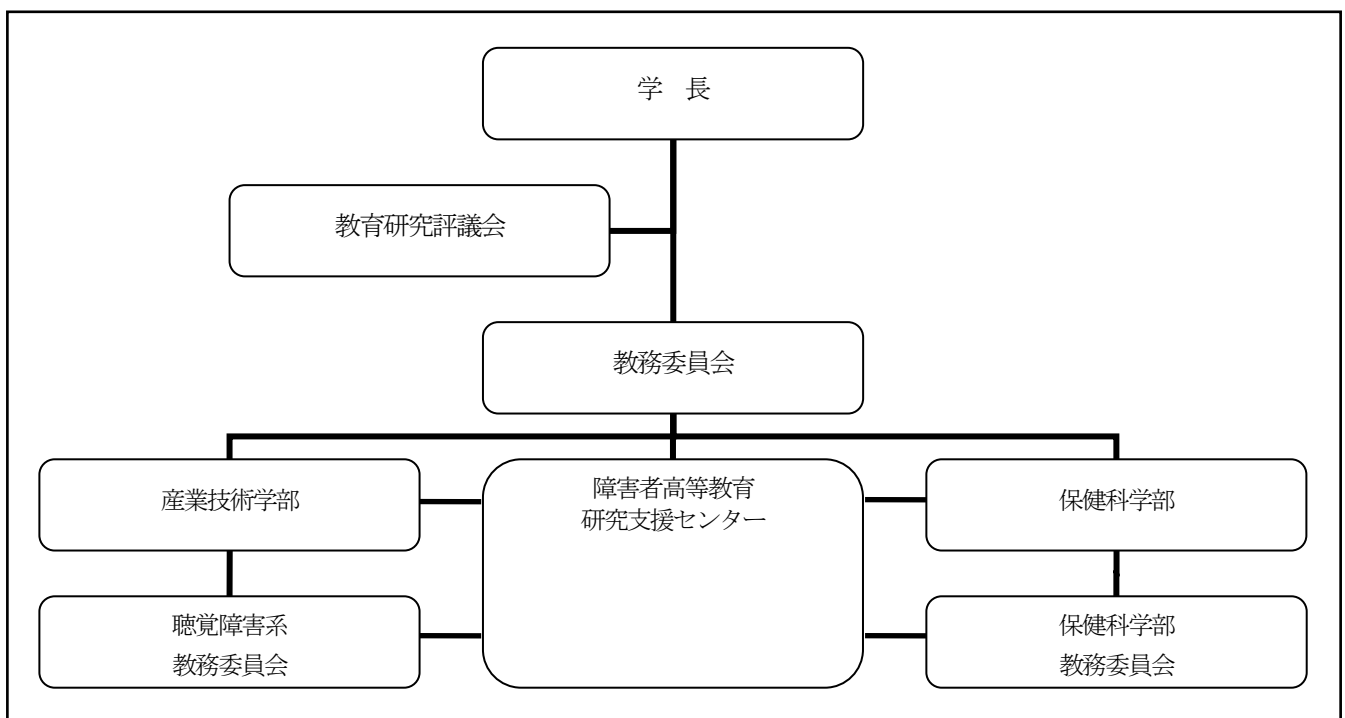 学　長
教育研究評議会
教務委員会
産業技術学部
障害者高等教育
研究支援センター
保健科学部
聴覚障害系
教務委員会
保健科学部
教務委員会